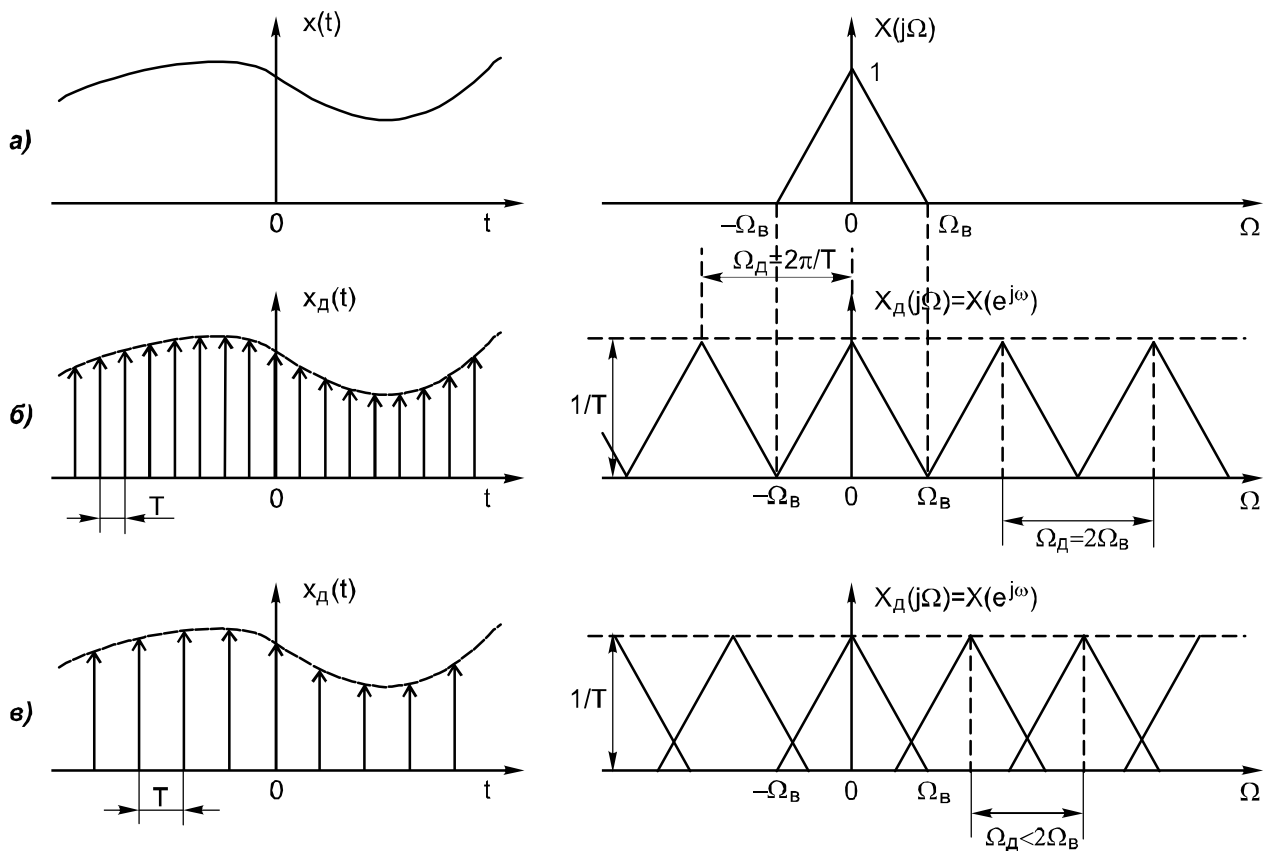 x(t)
X(jΩ)
1
а)
0
t
–Ωв
0
Ωв
Ω
Ωд=2π/T
xд(t)
Xд(jΩ)=X(e^jω)
1/T
б)
0
t
–Ωв
0
Ωв
Ω
T
Ωд=2Ωв
xд(t)
Xд(jΩ)=X(e^jω)
1/T
в)
0
t
–Ωв
0
Ωв
Ω
T
Ωд<2Ωв